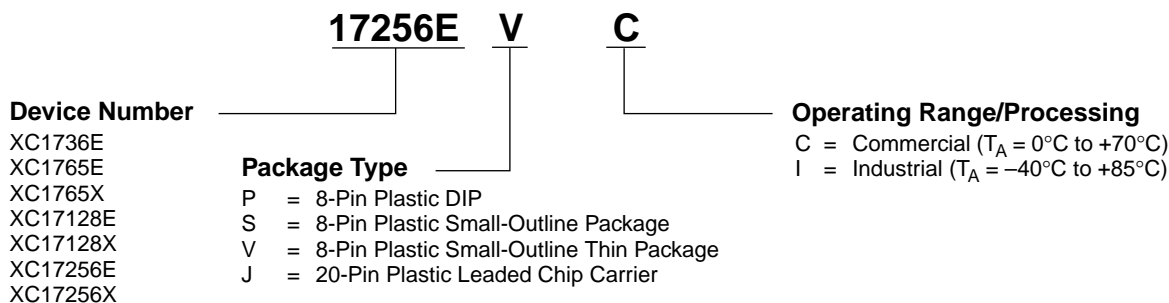 17256E V C
Device Number
XC1736E
XC1765E
XC1765X
XC17128E
XC17128X
XC17256E
XC17256X
Package Type
P = 8-Pin Plastic DIP
S = 8-Pin Plastic Small-Outline Package
V = 8-Pin Plastic Small-Outline Thin Package
J = 20-Pin Plastic Leaded Chip Carrier
Operating Range/Processing
C = Commercial (TA = 0°C to +70°C)
I = Industrial (TA = –40°C to +85°C)